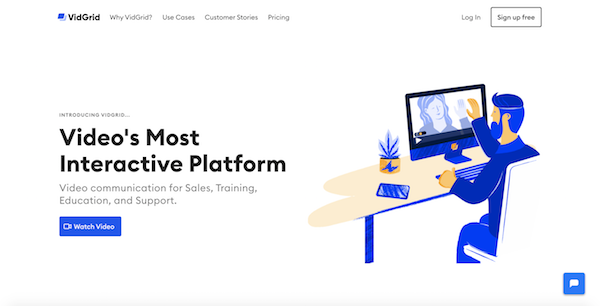 VidGrid Why VidGrid? Use Cases Customer Stories Pricing Log In Sign up free
INTRODUCING VIDGRID...
Video's Most
Interactive Platform
Video communication for Sales, Training,
Education, and Support.
Watch Video